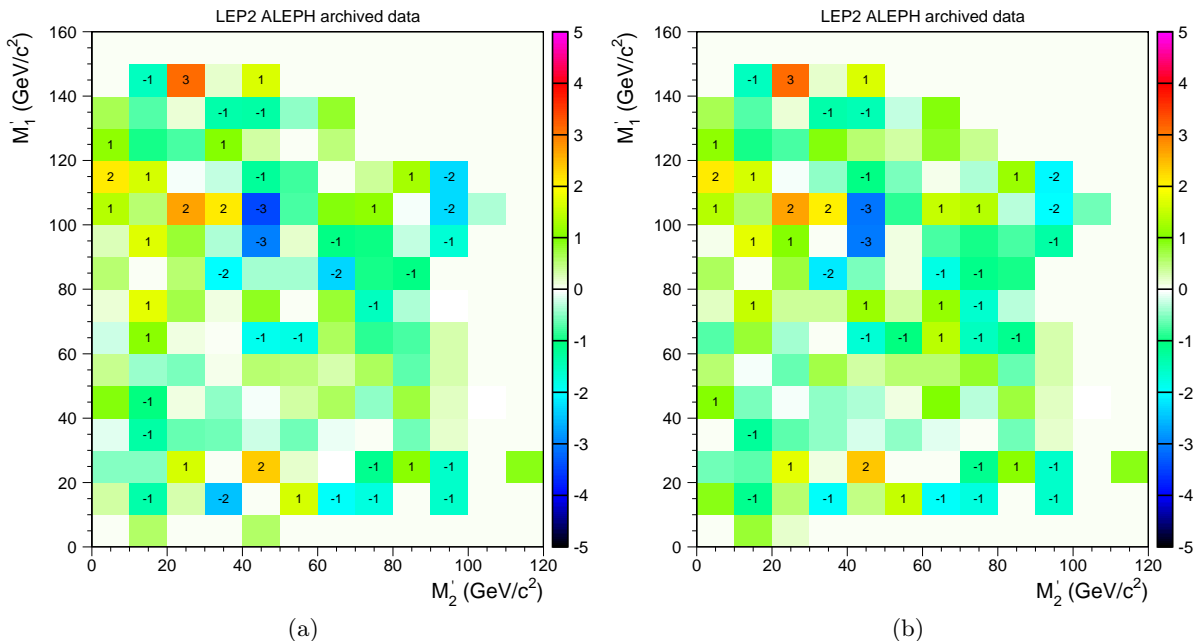 LEP2 ALEPH archived data
M'1 (GeV/c²)
160
140
120
100
80
60
40
20
0
-1 3 1
-1 -1
1 1
2 1 -1 1 -2
1 2 2 -3 1 -2
1 -3 -1 -1
-2 -2 -1
1 -1
1 -1 -1
-1
-1
1 2 -1 1 -1
-1 -2 1 -1 -1 -1
0 20 40 60 80 100 120
M'2 (GeV/c²)
5
4
3
2
1
0
-1
-2
-3
-4
-5
(a)
LEP2 ALEPH archived data
M'1 (GeV/c²)
160
140
120
100
80
60
40
20
0
-1 3 1
-1 -1
1
2 1 -1 1 -2
1 2 2 -3 1 1 -2
1 1 -3 -1
-2 -1 -1
1 1 1 -1
-1 -1 1 -1 -1
1
-1
1 2 -1 1 -1
-1 -1 1 -1 -1 -1
0 20 40 60 80 100 120
M'2 (GeV/c²)
5
4
3
2
1
0
-1
-2
-3
-4
-5
(b)